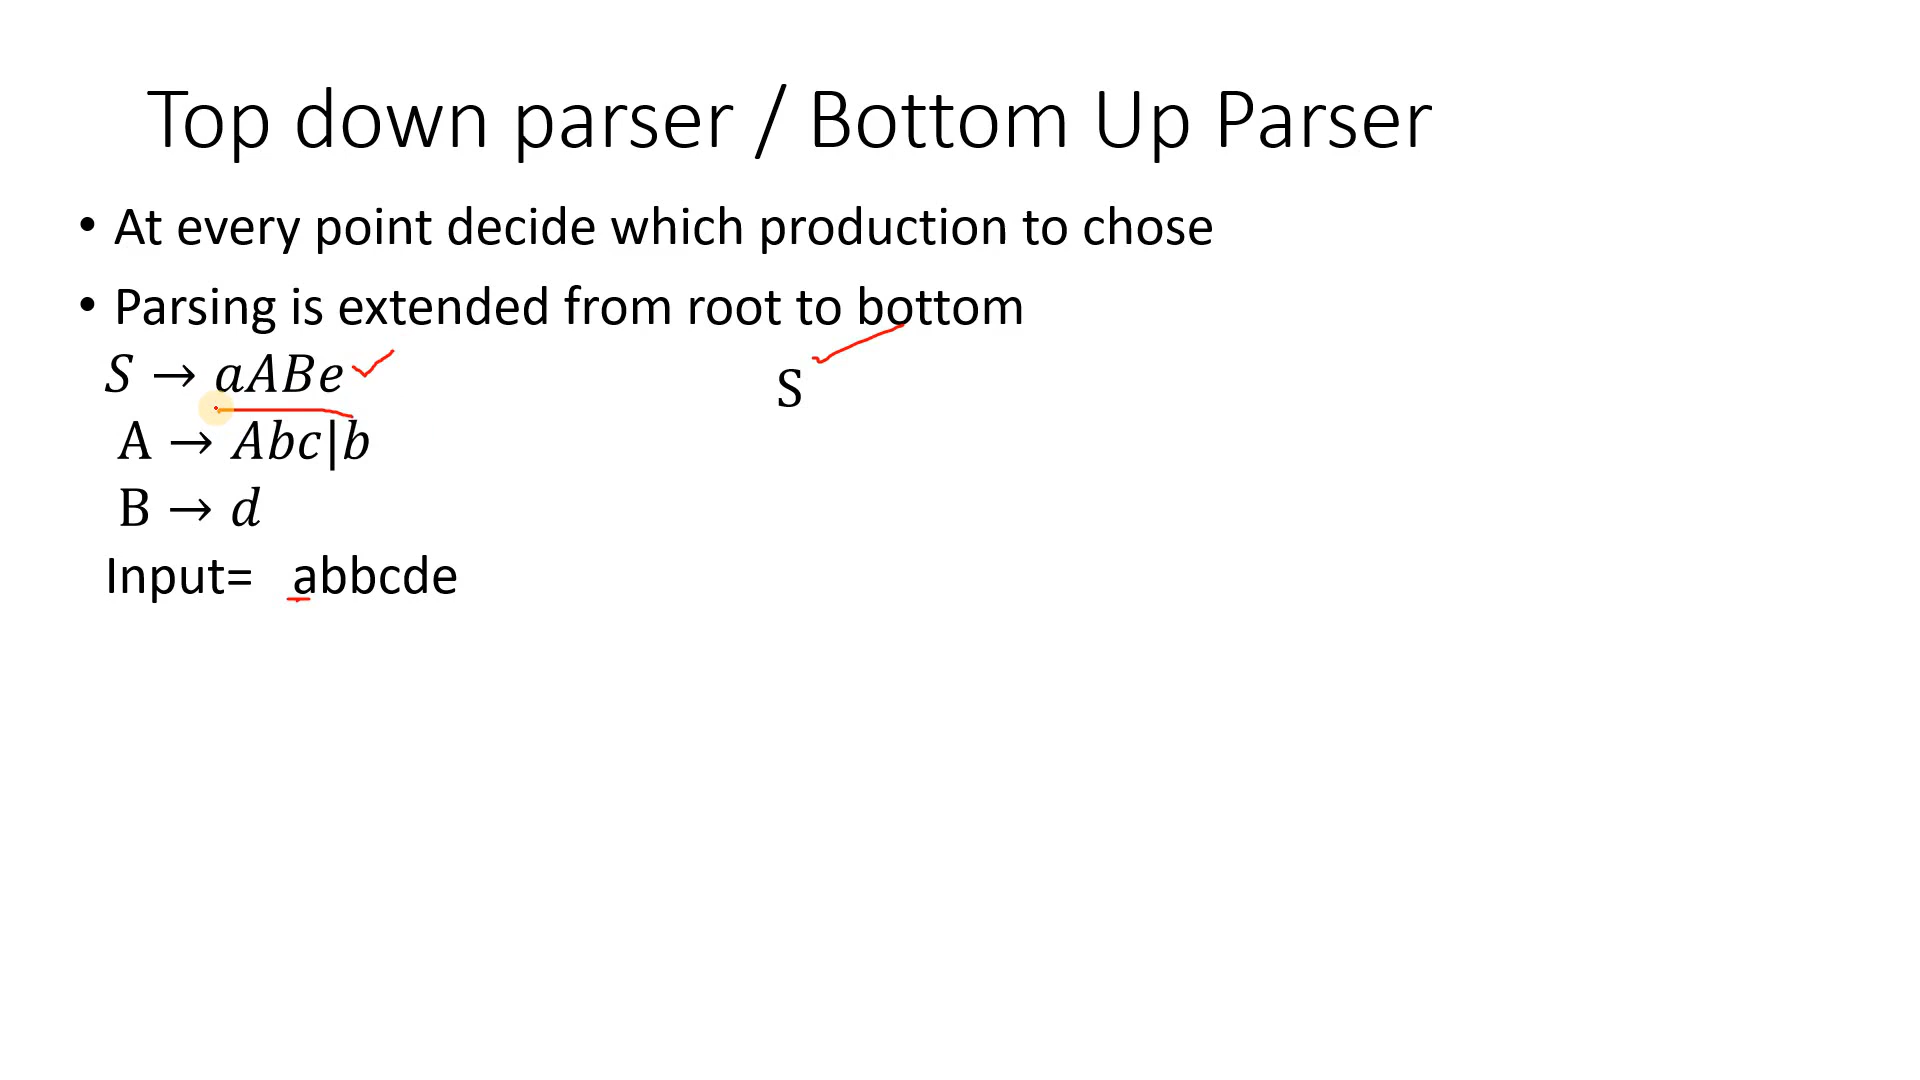 Top down parser / Bottom Up Parser
• At every point decide which production to chose
• Parsing is extended from root to bottom
S → aABe
S
A → Abc|b
B → d
Input= abbcde